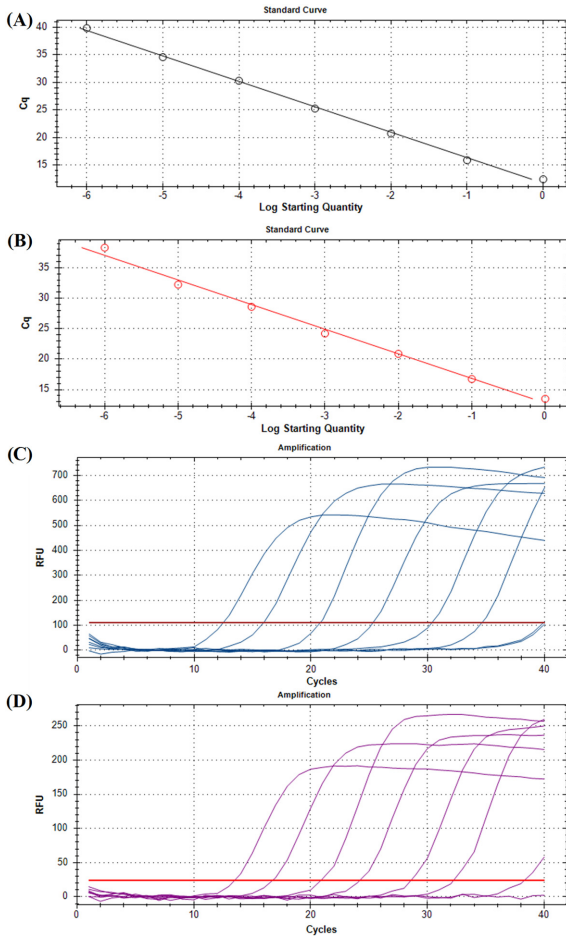 (A)
Standard Curve
Cq
40
35
30
25
20
15
-6 -5 -4 -3 -2 -1 0
Log Starting Quantity
(B)
Standard Curve
Cq
35
30
25
20
15
-6 -5 -4 -3 -2 -1 0
Log Starting Quantity
(C)
Amplification
RFU
700
600
500
400
300
200
100
0
0 10 20 30 40
Cycles
(D)
Amplification
RFU
250
200
150
100
50
0
0 10 20 30 40
Cycles